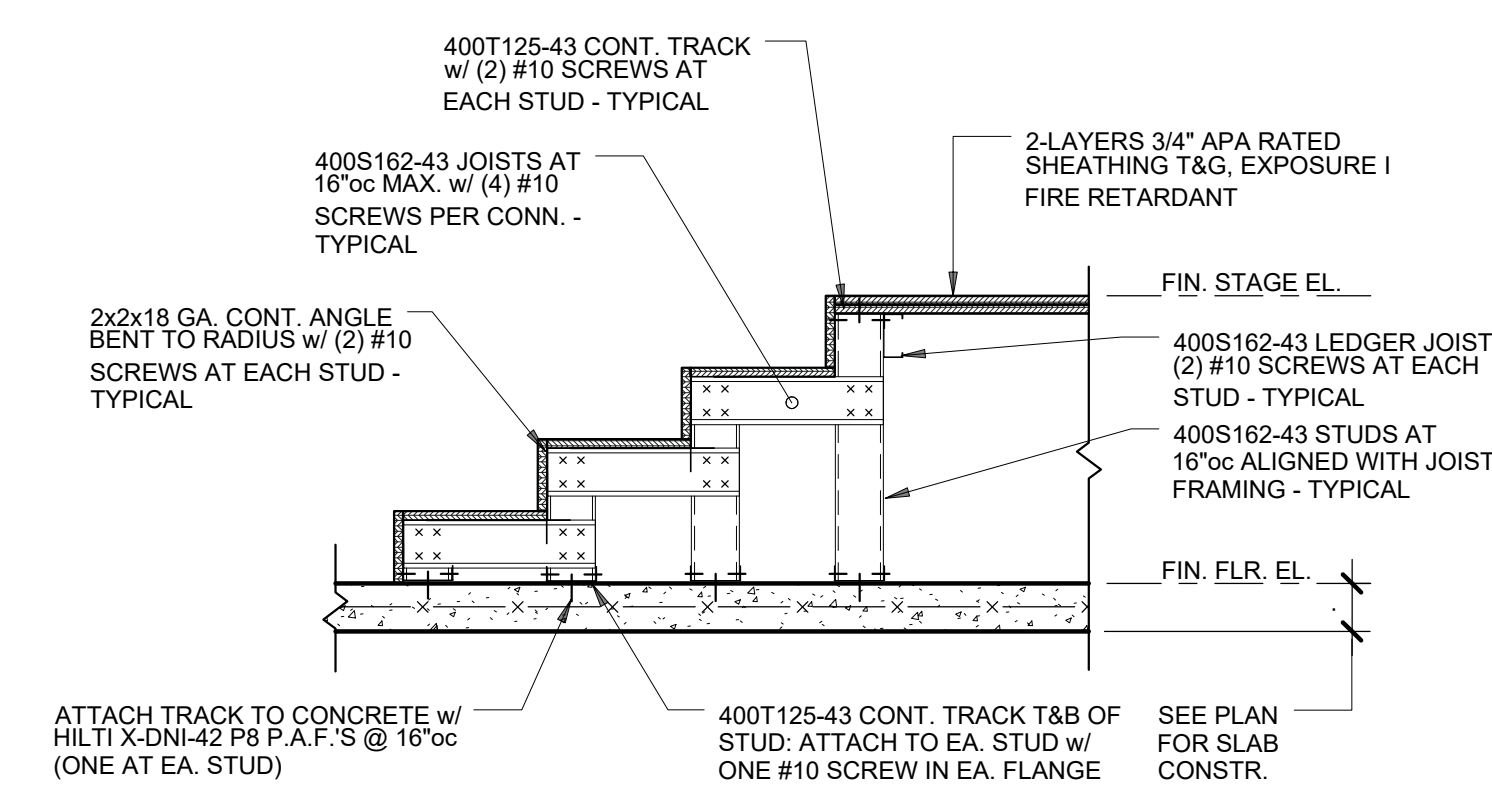 400T125-43 CONT. TRACK
w/ (2) #10 SCREWS AT
EACH STUD - TYPICAL
400S162-43 JOISTS AT
16"oc MAX. w/ (4) #10
SCREWS PER CONN. -
TYPICAL
2-LAYERS 3/4" APA RATED
SHEATHING T&G, EXPOSURE I
FIRE RETARDANT
2x2x18 GA. CONT. ANGLE
BENT TO RADIUS w/ (2) #10
SCREWS AT EACH STUD -
TYPICAL
FIN. STAGE EL.
400S162-43 LEDGER JOIST
(2) #10 SCREWS AT EACH
STUD - TYPICAL
400S162-43 STUDS AT
16"oc ALIGNED WITH JOIST
FRAMING - TYPICAL
FIN. FLR. EL.
ATTACH TRACK TO CONCRETE w/
HILTI X-DNI-42 P8 P.A.F.'S @ 16"oc
(ONE AT EA. STUD)
400T125-43 CONT. TRACK T&B OF
STUD: ATTACH TO EA. STUD w/
ONE #10 SCREW IN EA. FLANGE
SEE PLAN
FOR SLAB
CONSTR.